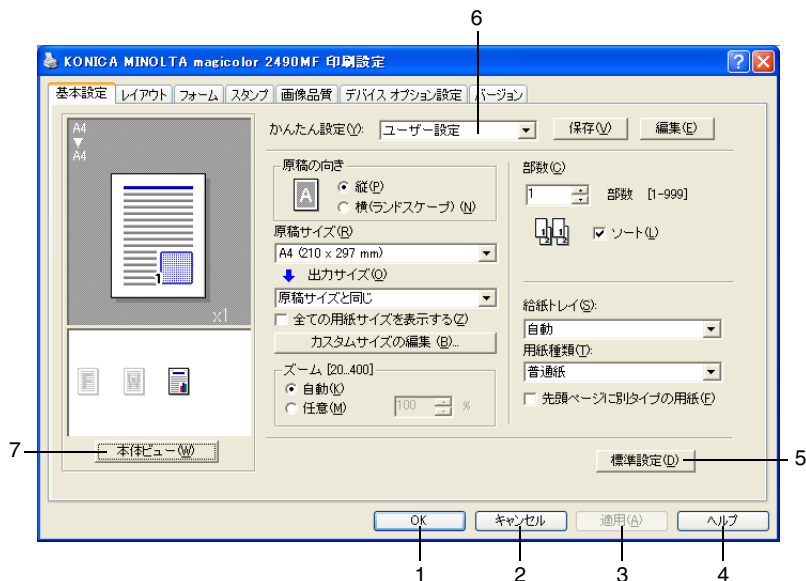 6
KONICA MINOLTA magicolor 2490MF 印刷設定
基本設定 レイアウト フォーム スタンプ 画像品質 デバイス オプション設定 バージョン
A4
A4
1
x1
かんたん設定(Y): ユーザー設定 保存(V) 編集(E)
原稿の向き
A
縦(P)
横(ランドスケープ) (N)
原稿サイズ(R)
A4 (210 x 297 mm)
出力サイズ(O)
原稿サイズと同じ
全ての用紙サイズを表示する(Z)
カスタムサイズの編集 (B)...
ズーム [20..400]
自動(K)
任意(M) 100 %
部数(C)
1 部数 [1-999]
1 2 1 2 ソート(L)
給紙トレイ(S):
自動
用紙種類(T):
普通紙
先頭ページに別タイプの用紙(F)
7 本体ビュー(W)
標準設定(D) 5
OK キャンセル 適用(A) ヘルプ
1 2 3 4